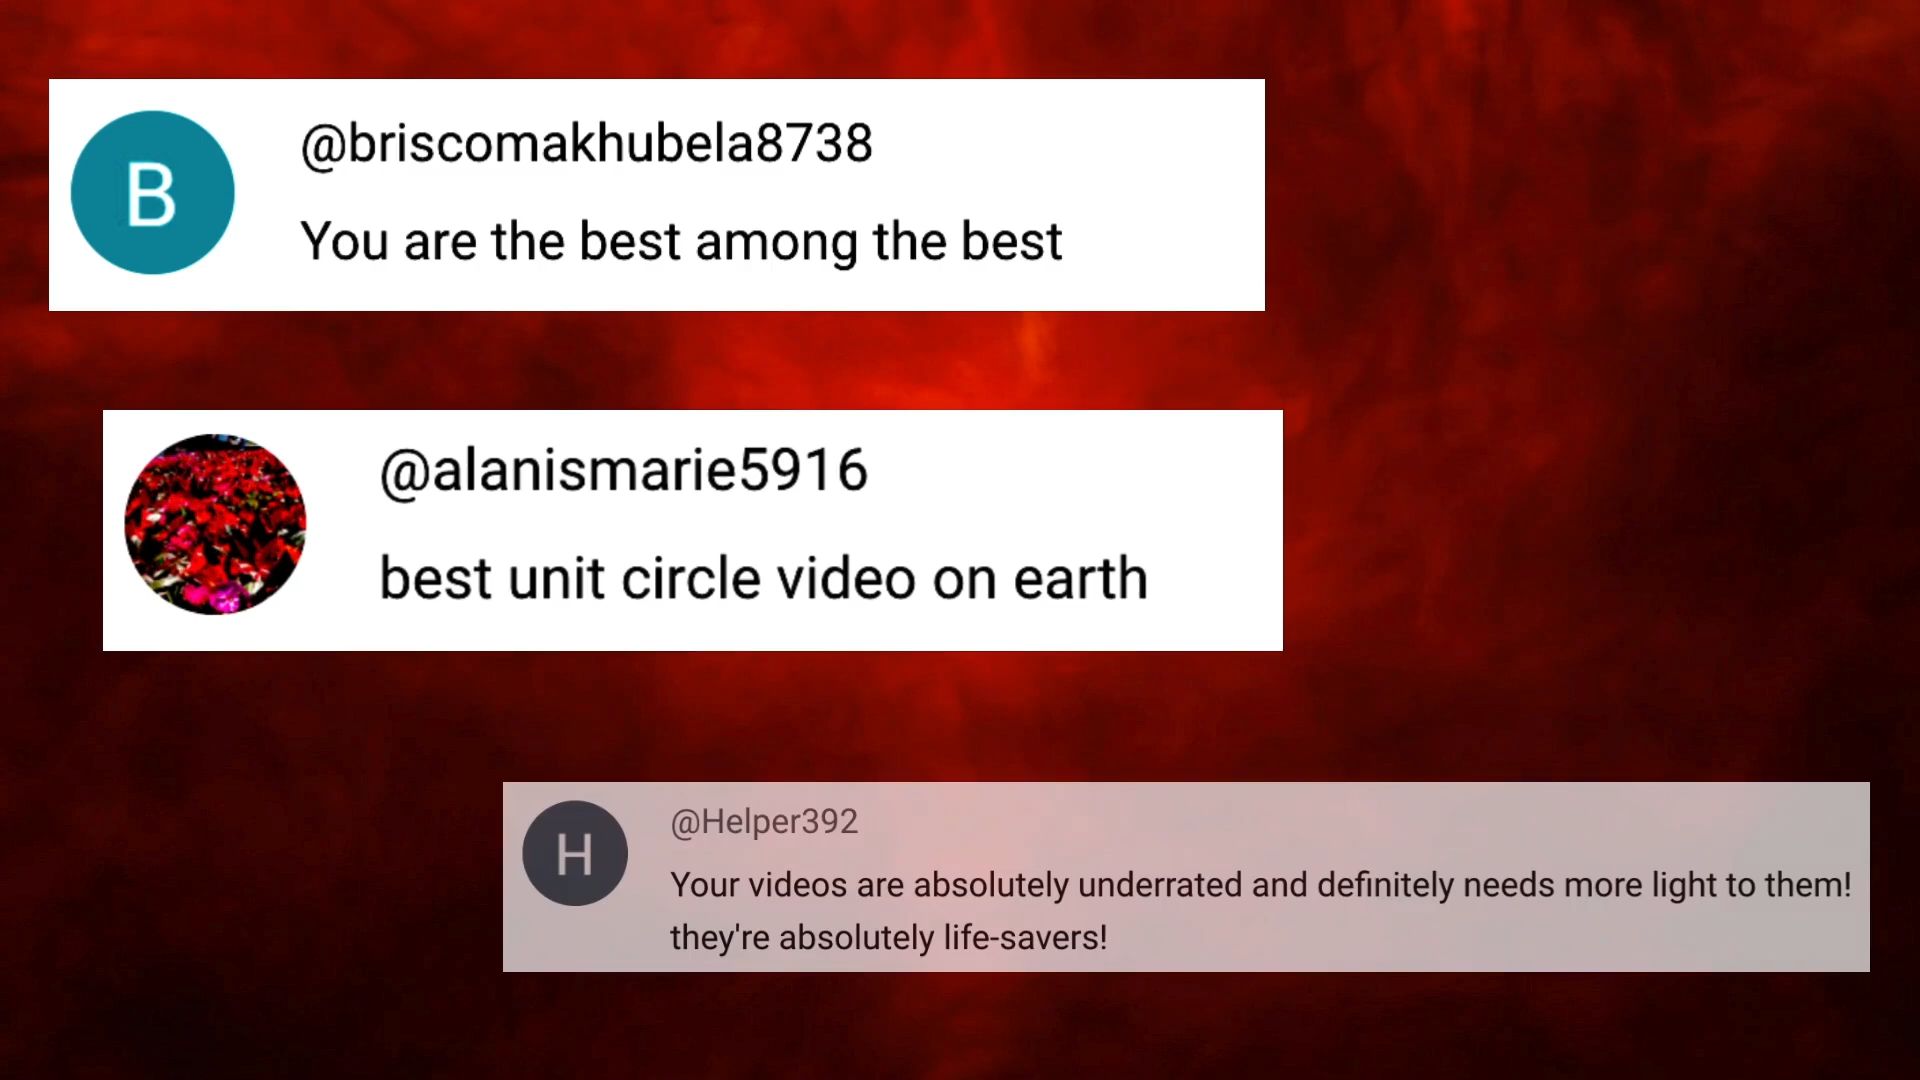 B
@briscomakhubela8738
You are the best among the best
@alanismarie5916
best unit circle video on earth
H
@Helper392
Your videos are absolutely underrated and definitely needs more light to them!
they're absolutely life-savers!